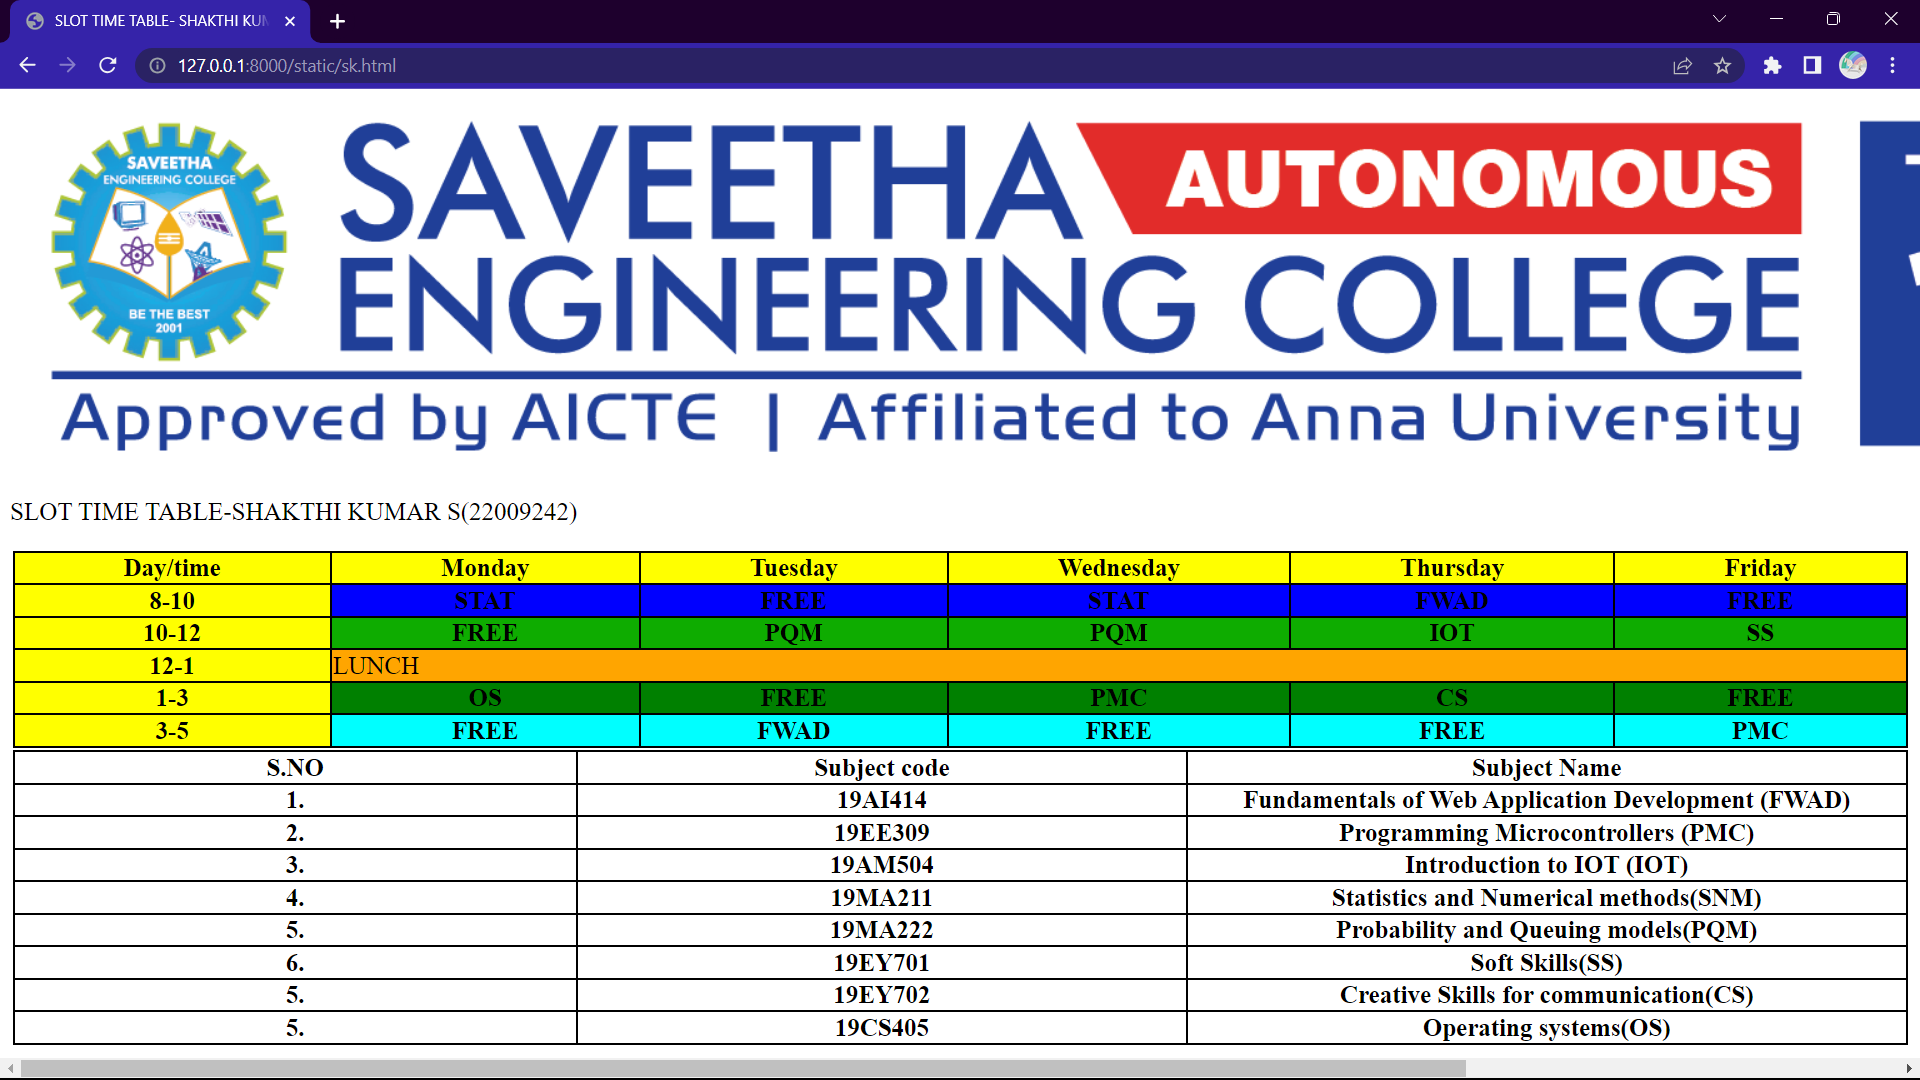 SLOT TIME TABLE- SHAKTHI KUM
127.0.0.1:8000/static/sk.html
SAVEETHA
ENGINEERING COLLEGE
BE THE BEST
2001
SAVEETHA AUTONOMOUS
ENGINEERING COLLEGE
Approved by AICTE | Affiliated to Anna University
SLOT TIME TABLE-SHAKTHI KUMAR S(22009242)
Day/time Monday Tuesday Wednesday Thursday Friday
8-10 STAT FREE STAT FWAD FREE
10-12 FREE PQM PQM IOT SS
12-1 LUNCH
1-3 OS FREE PMC CS FREE
3-5 FREE FWAD FREE FREE PMC
S.NO Subject code Subject Name
1. 19AI414 Fundamentals of Web Application Development (FWAD)
2. 19EE309 Programming Microcontrollers (PMC)
3. 19AM504 Introduction to IOT (IOT)
4. 19MA211 Statistics and Numerical methods(SNM)
5. 19MA222 Probability and Queuing models(PQM)
6. 19EY701 Soft Skills(SS)
5. 19EY702 Creative Skills for communication(CS)
5. 19CS405 Operating systems(OS)